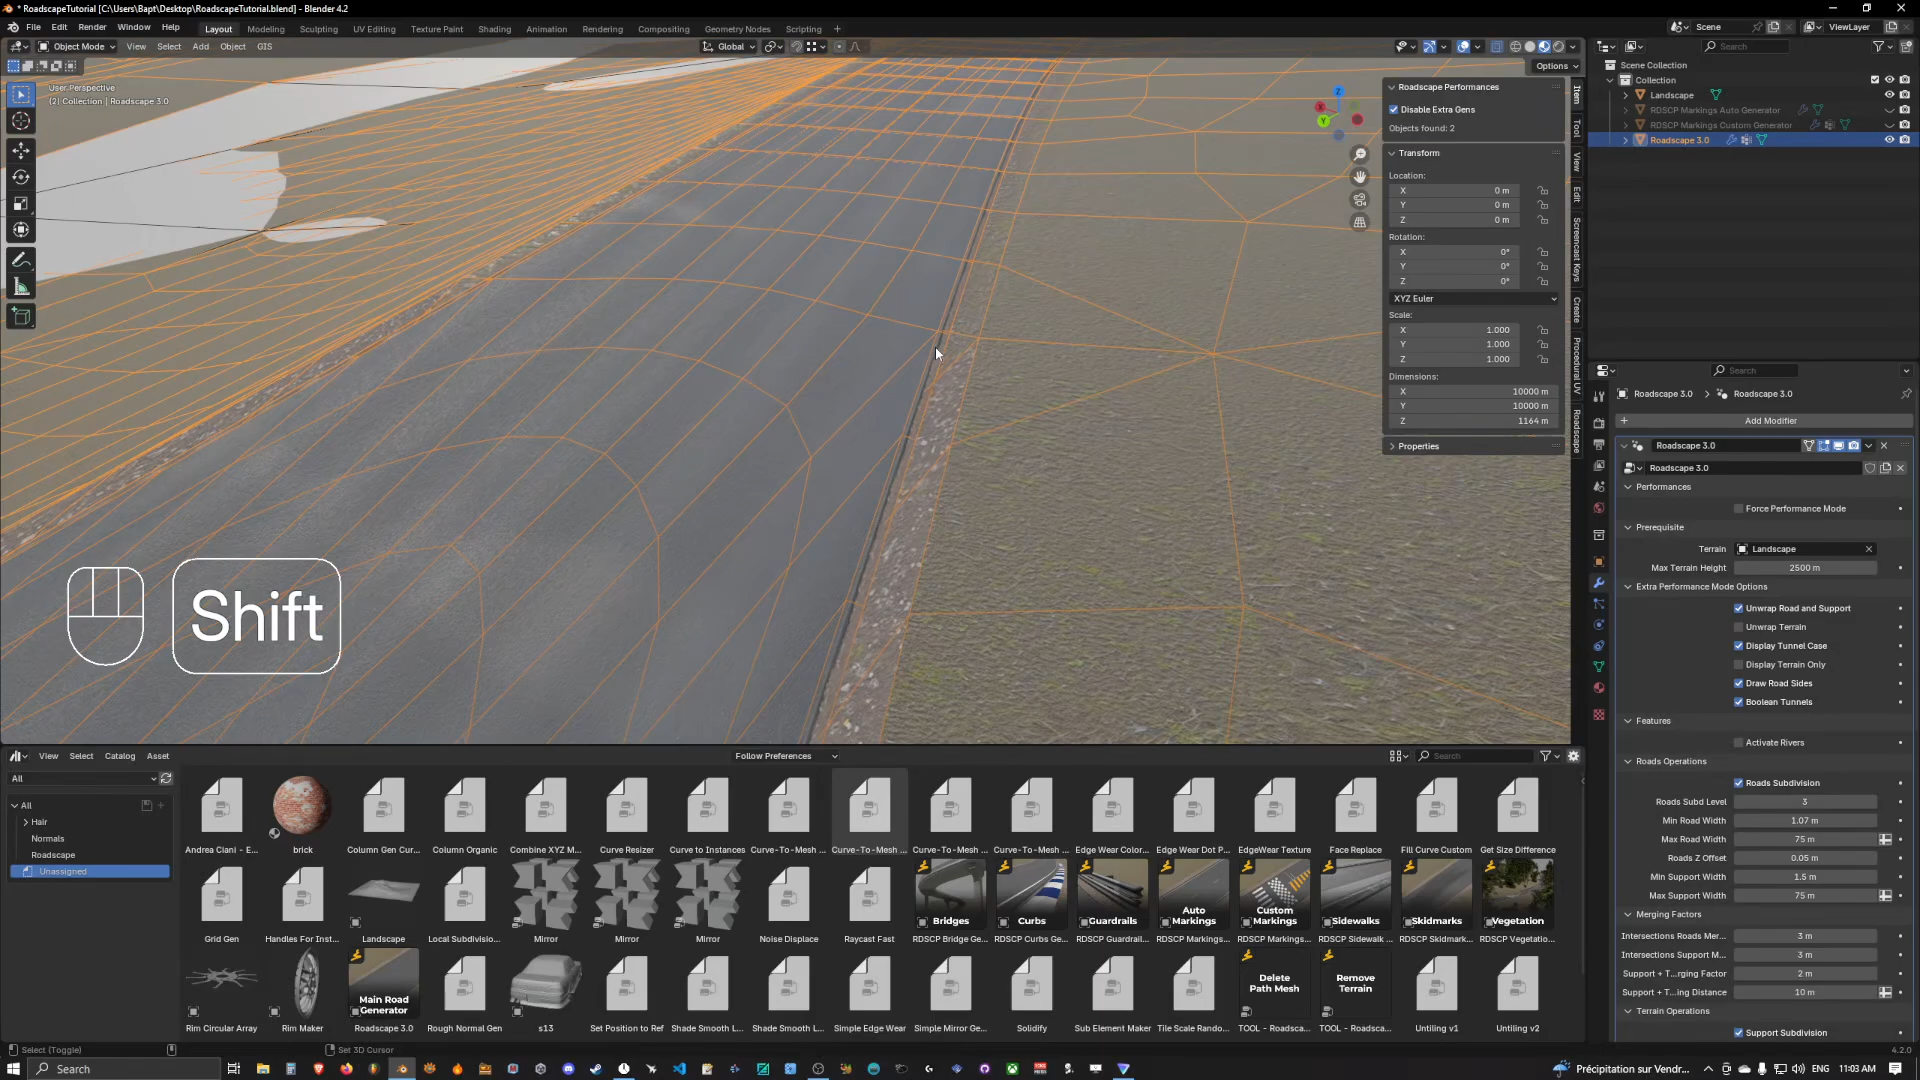 * RoadscapeTutorial [C:\Users\Bapt\Desktop\RoadscapeTutorial.blend] - Blender 4.2
File Edit Render Window Help Layout Modeling Sculpting UV Editing Texture Paint Shading Animation Rendering Compositing Geometry Nodes Scripting Scene ViewLayer
Object Mode View Select Add Object GIS Global Search
Options
User Perspective
(2) Collection | Roadscape 3.0
Scene Collection
Collection
Landscape
RDSCP Markings Auto Generator
RDSCP Markings Custom Generator
Roadscape 3.0
Z
Y
Roadscape Performances
Disable Extra Gens
Objects found: 2
Transform
Location:
X 0 m
Y 0 m
Z 0 m
Rotation:
X 0°
Y 0°
Z 0°
XYZ Euler
Scale:
X 1.000
Y 1.000
Z 1.000
Dimensions:
X 10000 m
Y 10000 m
Z 1164 m
Properties
Item
Tool
View
Edit
Screencast Keys
Create
Procedural UV
Roadscape
Search
Roadscape 3.0 > Roadscape 3.0
Add Modifier
Roadscape 3.0
Roadscape 3.0
Performances
Force Performance Mode
Prerequisite
Terrain Landscape
Max Terrain Height 2500 m
Extra Performance Mode Options
Unwrap Road and Support
Unwrap Terrain
Display Tunnel Case
Display Terrain Only
Draw Road Sides
Boolean Tunnels
Features
Activate Rivers
Roads Operations
Roads Subdivision
Roads Subd Level 3
Min Road Width 1.07 m
Max Road Width 75 m
Roads Z Offset 0.05 m
Min Support Width 1.5 m
Max Support Width 75 m
Merging Factors
Intersections Roads Mer... 3 m
Intersections Support M... 3 m
Support + T...rging Factor 2 m
Support + T...ing Distance 10 m
Terrain Operations
Support Subdivision
Shift
View Select Catalog Asset Follow Preferences Search
All
All
Hair
Normals
Roadscape
Unassigned
Andrea Ciani - E... brick Column Gen Cur... Column Organic Combine XYZ M... Curve Resizer Curve to Instances Curve-To-Mesh ... Curve-To-Mesh ... Curve-To-Mesh ... Curve-To-Mesh ... Edge Wear Color... Edge Wear Dot P... EdgeWear Texture Face Replace Fill Curve Custom Get Size Difference
Bridges Curbs Guardrails Auto Markings Custom Markings Sidewalks Skidmarks Vegetation
Grid Gen Handles For Inst... Landscape Local Subdivisio... Mirror Mirror Mirror Noise Displace Raycast Fast RDSCP Bridge Ge... RDSCP Curbs Ge... RDSCP Guardrail... RDSCP Markings... RDSCP Markings... RDSCP Sidewalk ... RDSCP Skidmark... RDSCP Vegetatio...
Main Road Generator Delete Path Mesh Remove Terrain
Rim Circular Array Rim Maker Roadscape 3.0 Rough Normal Gen s13 Set Position to Ref Shade Smooth L... Shade Smooth L... Simple Edge Wear Simple Mirror Ge... Solidify Sub Element Maker Tile Scale Rando... TOOL - Roadsca... TOOL - Roadsca... Untiling v1 Untiling v2
Select (Toggle) Set 3D Cursor 4.2.0
Search Précipitation sur Vendr... ENG 11:03 AM